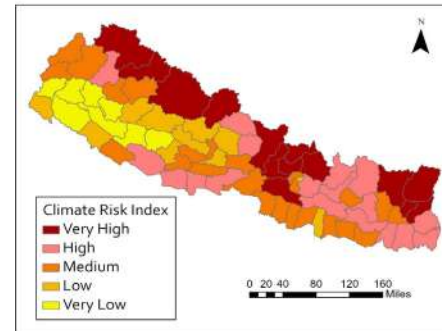 N
Climate Risk Index
Very High
High
Medium
Low
Very Low
0 20 40 80 120 160
Miles